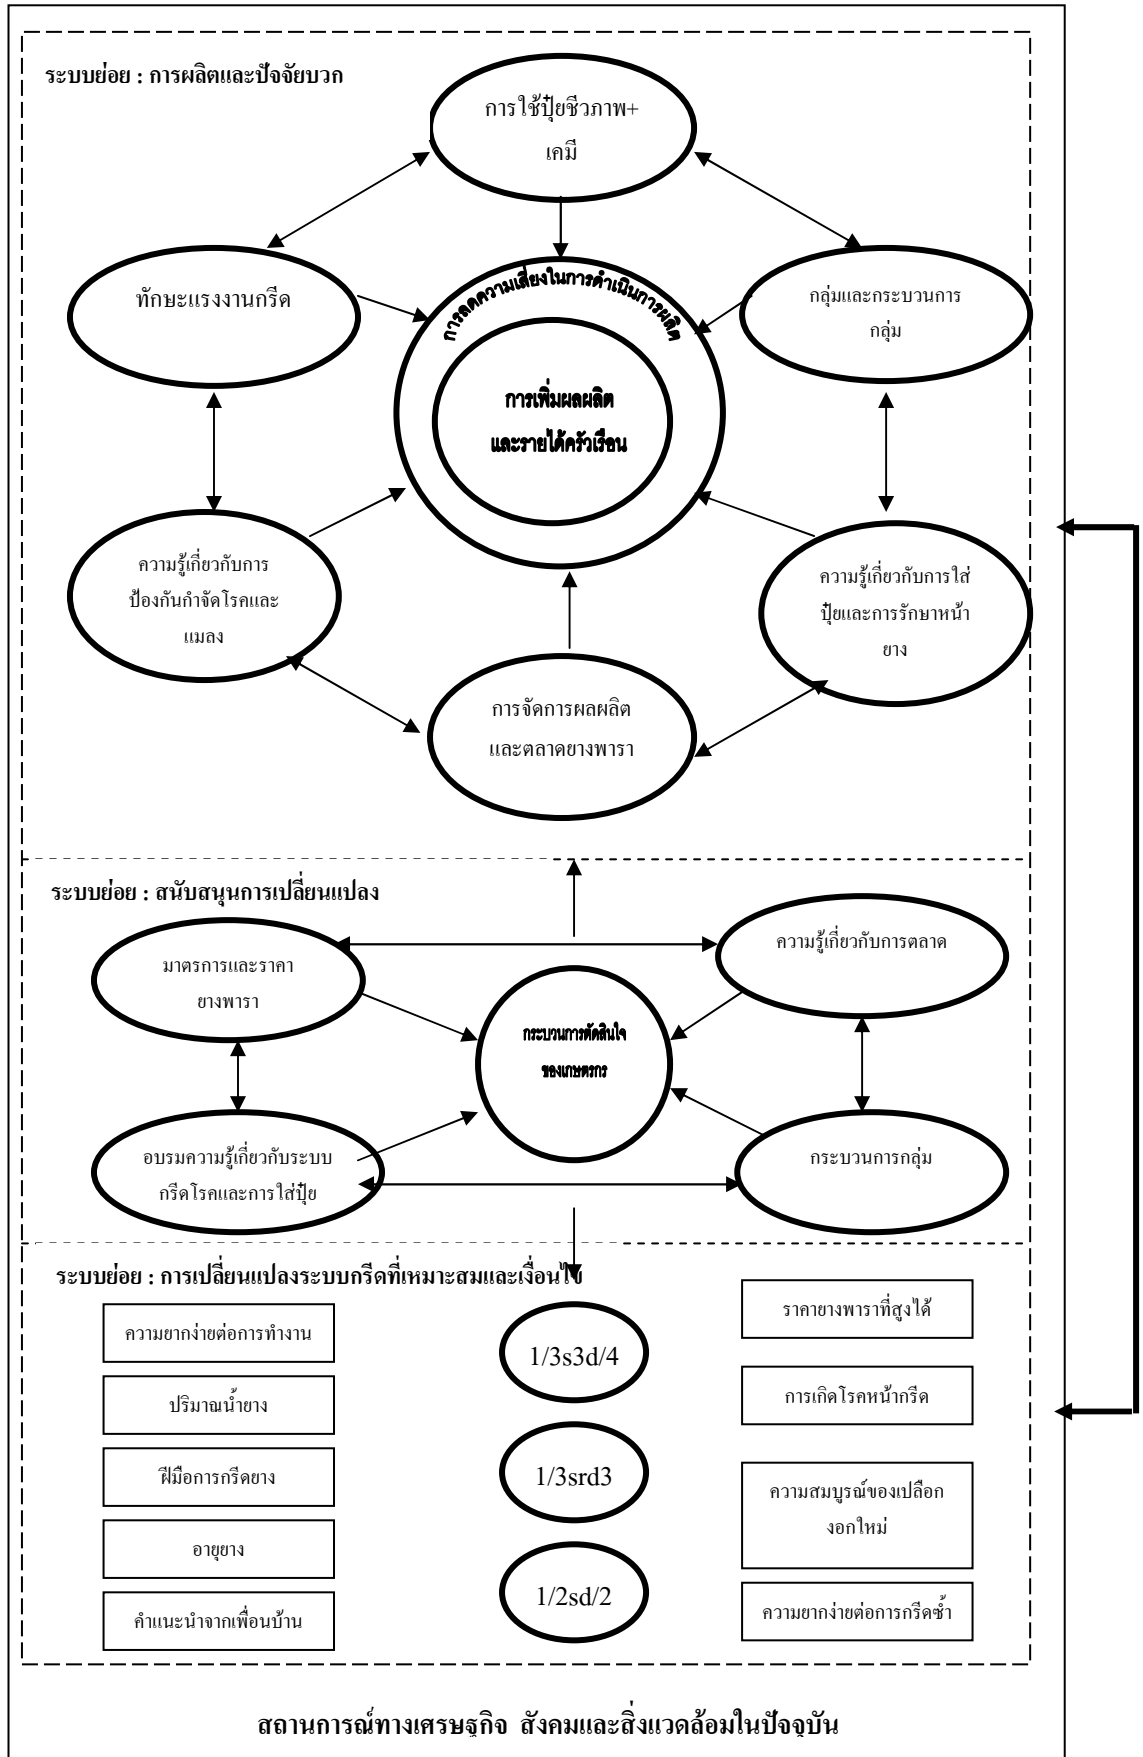 ระบบย่อย : การผลิตและปัจจัยบวก
การใช้ปุ๋ยชีวภาพ+
เคมี
ทักษะแรงงานกรีด
การลดความเสี่ยงในการดำเนินการผลิต
กลุ่มและกระบวนการ
กลุ่ม
การเพิ่มผลผลิต
และรายได้ครัวเรือน
ความรู้เกี่ยวกับการ
ป้องกันกำจัดโรคและ
แมลง
ความรู้เกี่ยวกับการใส่
ปุ๋ยและการรักษาหน้า
ยาง
การจัดการผลผลิต
และตลาดยางพารา
ระบบย่อย : สนับสนุนการเปลี่ยนแปลง
มาตรการและราคา
ยางพารา
ความรู้เกี่ยวกับการตลาด
กระบวนการตัดสินใจ
ของเกษตรกร
อบรมความรู้เกี่ยวกับระบบ
กรีดโรคและการใส่ปุ๋ย
กระบวนการกลุ่ม
ระบบย่อย : การเปลี่ยนแปลงระบบกรีดที่เหมาะสมและเงื่อนไข
ความยากง่ายต่อการทำงาน
ปริมาณน้ำยาง
ฝีมือการกรีดยาง
อายุยาง
คำแนะนำจากเพื่อนบ้าน
1/3s3d/4
1/3srd3
1/2sd/2
ราคายางพาราที่สูงได้
การเกิดโรคหน้ากรีด
ความสมบูรณ์ของเปลือก
งอกใหม่
ความยากง่ายต่อการกรีดซ้ำ
สถานการณ์ทางเศรษฐกิจ สังคมและสิ่งแวดล้อมในปัจจุบัน